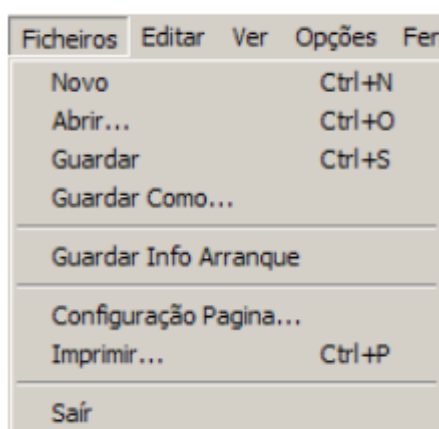 Ficheiros Editar Ver Opções Fer
Novo Ctrl+N
Abrir... Ctrl+O
Guardar Ctrl+S
Guardar Como...
Guardar Info Arranque
Configuração Pagina...
Imprimir... Ctrl+P
Saír